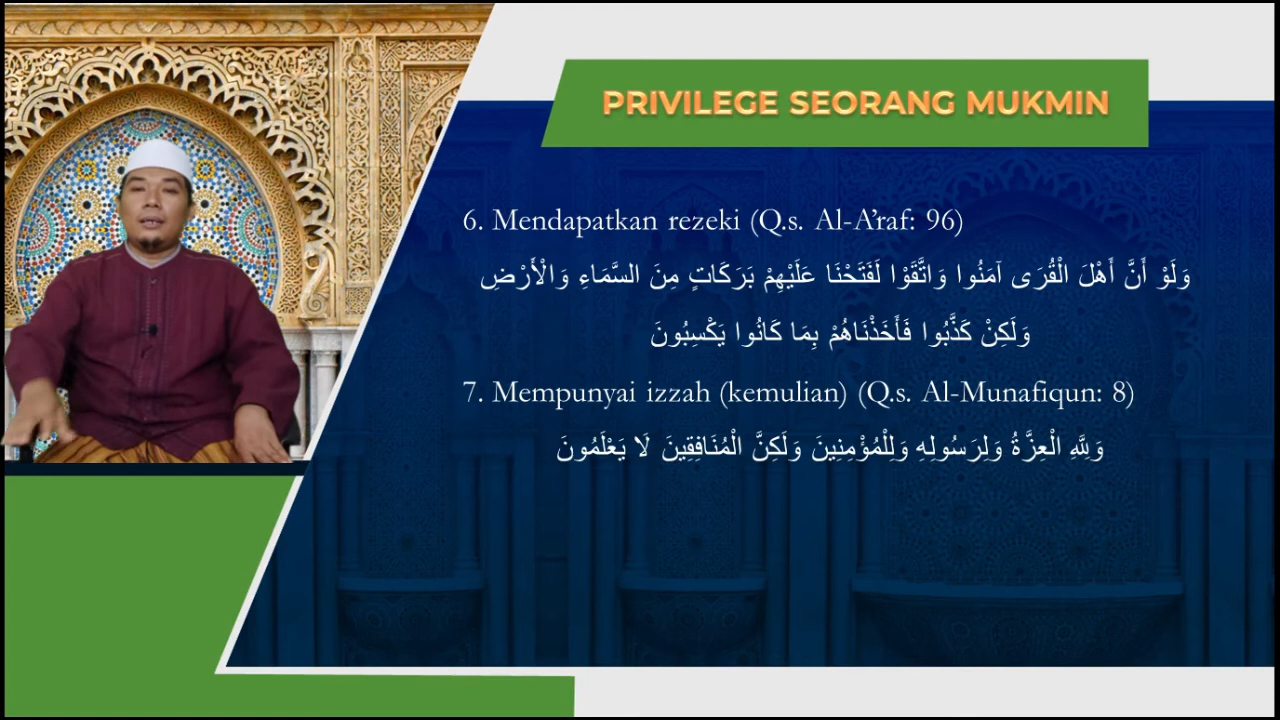 PRIVILEGE SEORANG MUKMIN
6. Mendapatkan rezeki (Q.s. Al-A’raf: 96)
وَلَوْ أَنَّ أَهْلَ الْقُرَى آمَنُوا وَاتَّقَوْا لَفَتَحْنَا عَلَيْهِمْ بَرَكَاتٍ مِنَ السَّمَاءِ وَالْأَرْضِ
وَلَكِنْ كَذَّبُوا فَأَخَذْنَاهُمْ بِمَا كَانُوا يَكْسِبُونَ
7. Mempunyai izzah (kemulian) (Q.s. Al-Munafiqun: 8)
وَلِلَّهِ الْعِزَّةُ وَلِرَسُولِهِ وَلِلْمُؤْمِنِينَ وَلَكِنَّ الْمُنَافِقِينَ لَا يَعْلَمُونَ